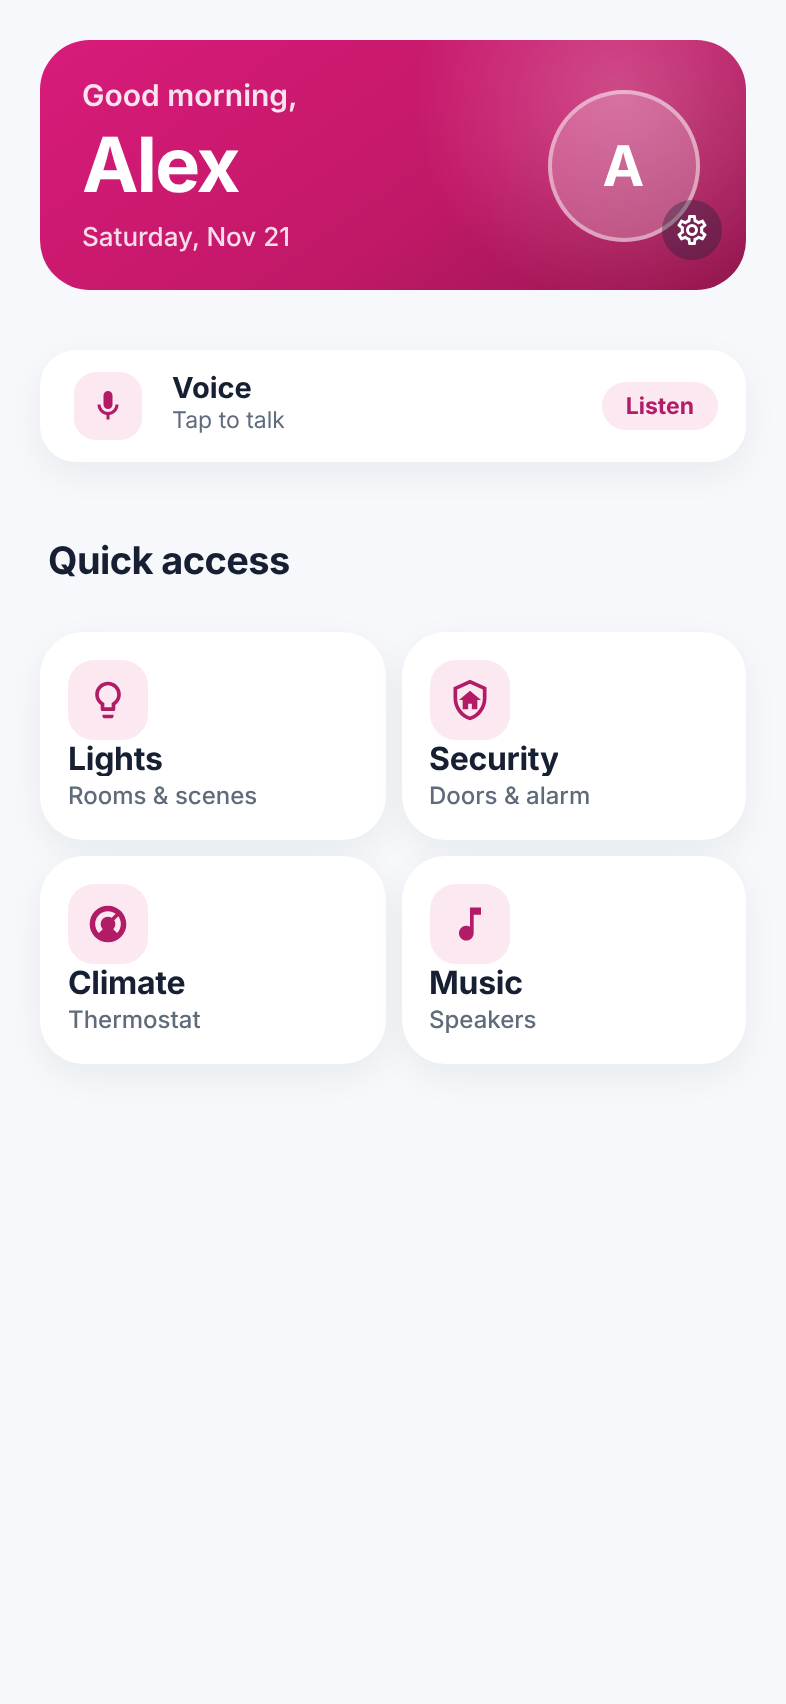 Good morning,
Alex
Saturday, Nov 21
A
Voice
Tap to talk
Listen
Quick access
Lights
Rooms & scenes
Security
Doors & alarm
Climate
Thermostat
Music
Speakers